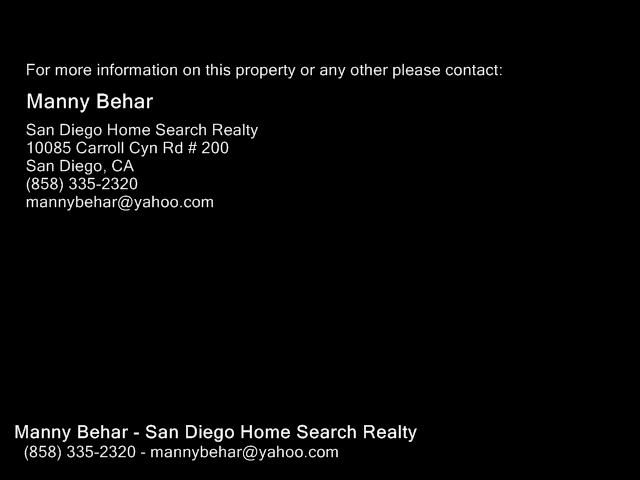 For more information on this property or any other please contact:
Manny Behar
San Diego Home Search Realty
10085 Carroll Cyn Rd # 200
San Diego, CA
(858) 335-2320
mannybehar@yahoo.com
Manny Behar - San Diego Home Search Realty
(858) 335-2320 - mannybehar@yahoo.com